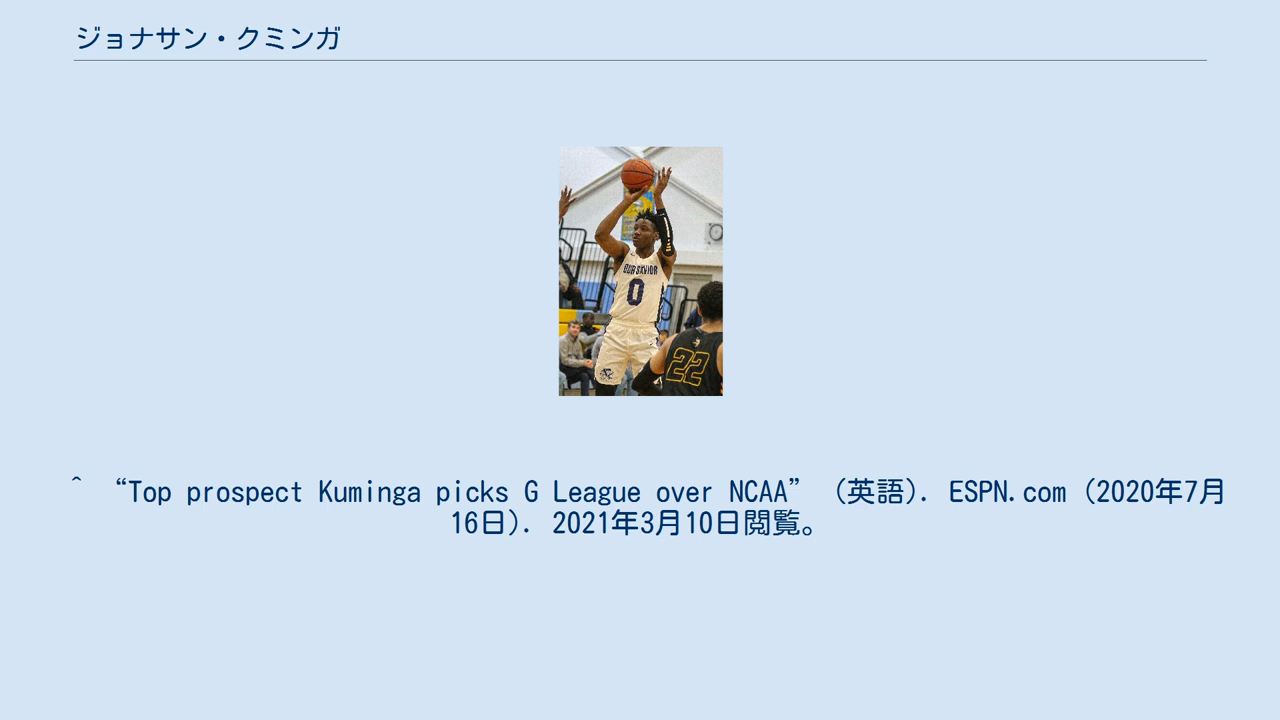 ジョナサン・クミンガ
OUR SAVIOR
0
22
^ “Top prospect Kuminga picks G League over NCAA” (英語). ESPN.com (2020年7月
16日). 2021年3月10日閲覧。